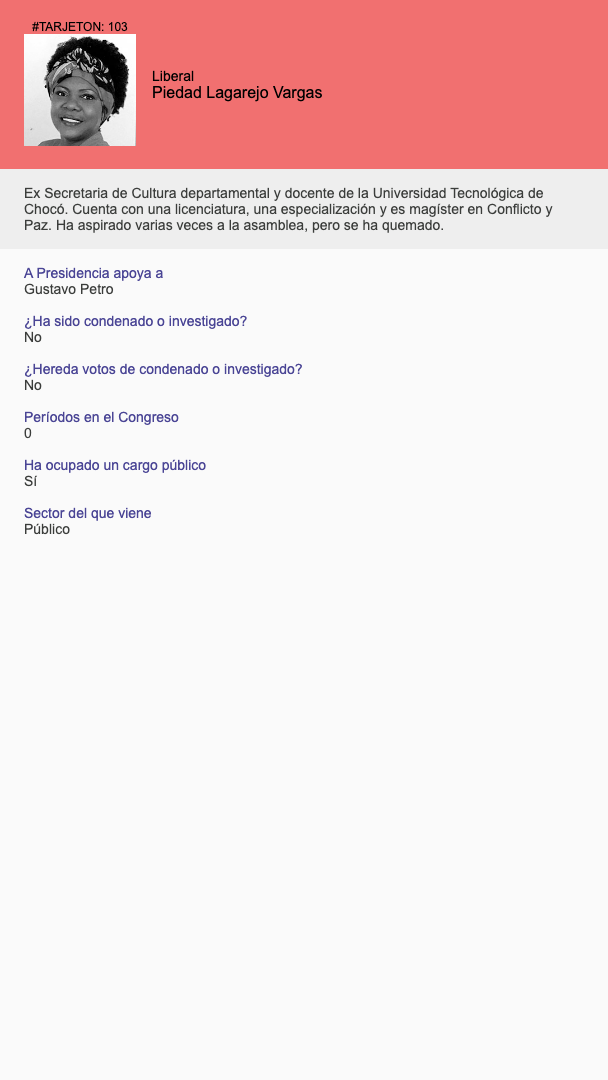 #TARJETON: 103
Liberal
Piedad Lagarejo Vargas
Ex Secretaria de Cultura departamental y docente de la Universidad Tecnológica de
Chocó. Cuenta con una licenciatura, una especialización y es magíster en Conflicto y
Paz. Ha aspirado varias veces a la asamblea, pero se ha quemado.
A Presidencia apoya a
Gustavo Petro
¿Ha sido condenado o investigado?
No
¿Hereda votos de condenado o investigado?
No
Períodos en el Congreso
0
Ha ocupado un cargo público
Sí
Sector del que viene
Público